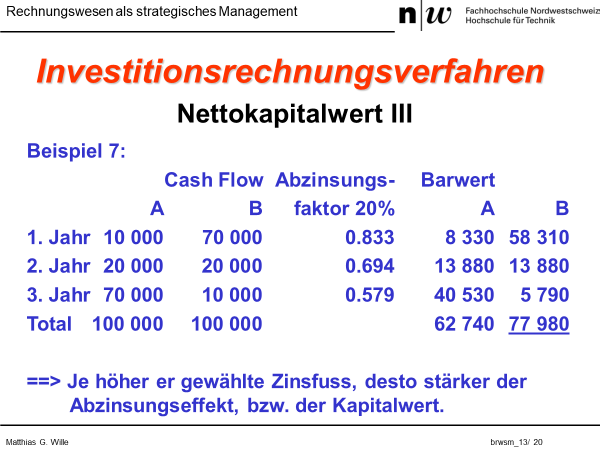 Rechnungswesen als strategisches Management
n|w Fachhochschule Nordwestschweiz
Hochschule für Technik
Investitionsrechnungsverfahren
Nettokapitalwert III
Beispiel 7:
Cash Flow Abzinsungs- Barwert
A B faktor 20% A B
1. Jahr 10 000 70 000 0.833 8 330 58 310
2. Jahr 20 000 20 000 0.694 13 880 13 880
3. Jahr 70 000 10 000 0.579 40 530 5 790
Total 100 000 100 000 62 740 77 980
==> Je höher er gewählte Zinsfuss, desto stärker der
Abzinsungseffekt, bzw. der Kapitalwert.
Matthias G. Wille brwsm_13/ 20